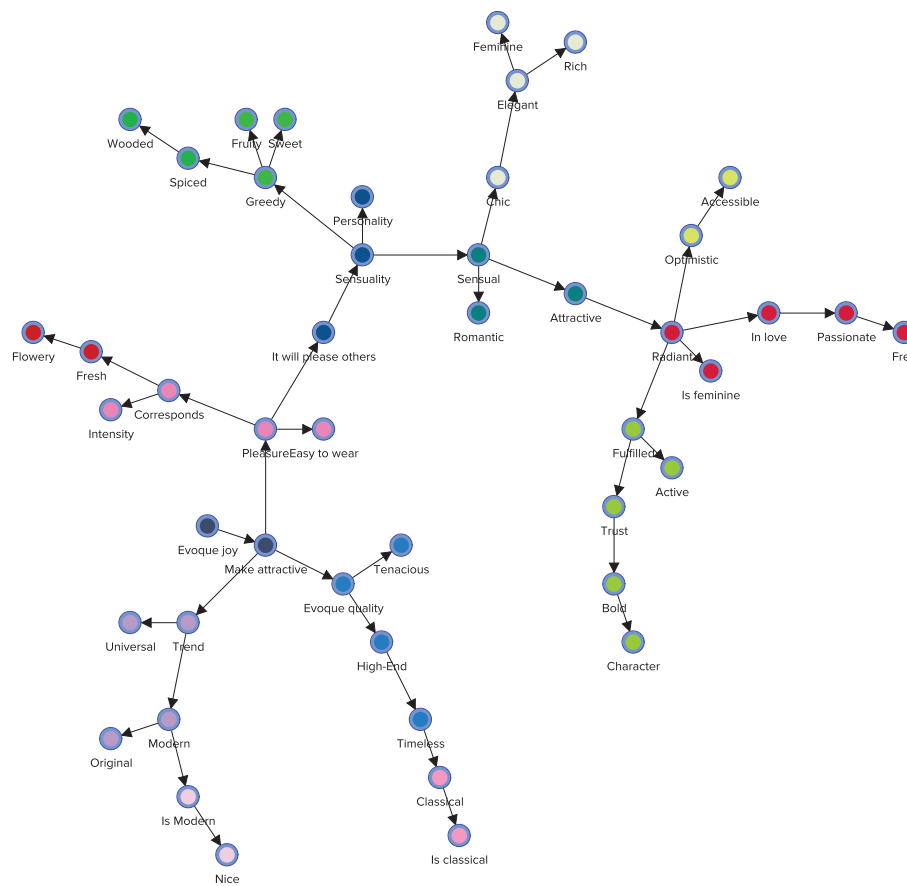 Feminine
Rich
Elegant
Wooded
Fruity
Sweet
Spiced
Greedy
Chic
Accessible
Personality
Optimistic
Sensuality
Sensual
Attractive
Romantic
In love
Passionate
Fre
Flowery
It will please others
Radiant
Fresh
Is feminine
Corresponds
Intensity
Pleasure
Easy to wear
Fulfilled
Active
Trust
Evoque joy
Make attractive
Tenacious
Evoque quality
Bold
Universal
Trend
High-End
Character
Modern
Timeless
Original
Classical
Is Modern
Is classical
Nice